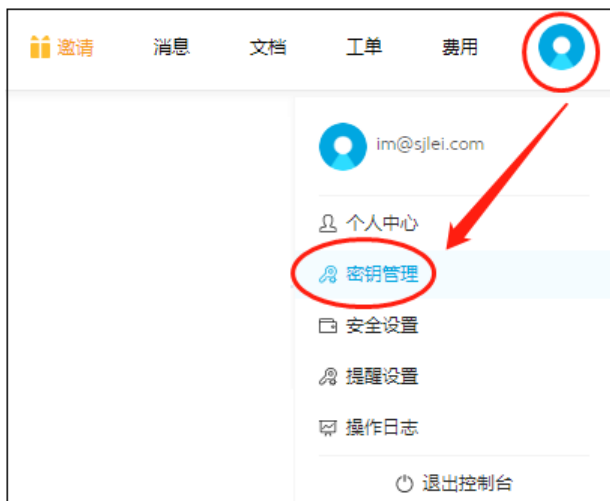 邀请 消息 文档 工单 费用
im@sjlei.com
个人中心
密钥管理
安全设置
提醒设置
操作日志
退出控制台